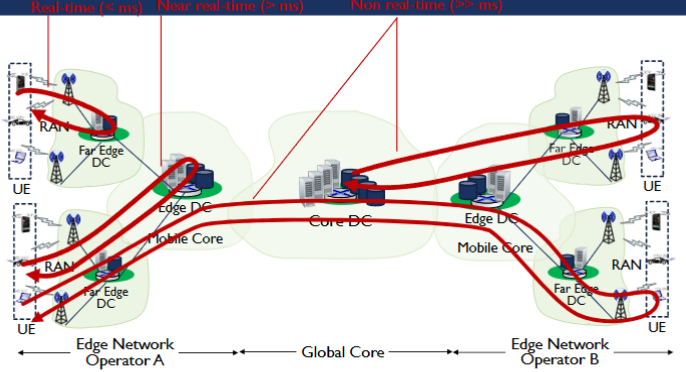 Real-time (< ms)
Near real-time (> ms)
Non real-time (>> ms)
RAN
Far Edge
DC
UE
Edge DC
Mobile Core
RAN
Far Edge
DC
UE
Core DC
Edge DC
Mobile Core
RAN
Far Edge
DC
UE
RAN
Far Edge
DC
UE
Edge Network
Operator A
Global Core
Edge Network
Operator B